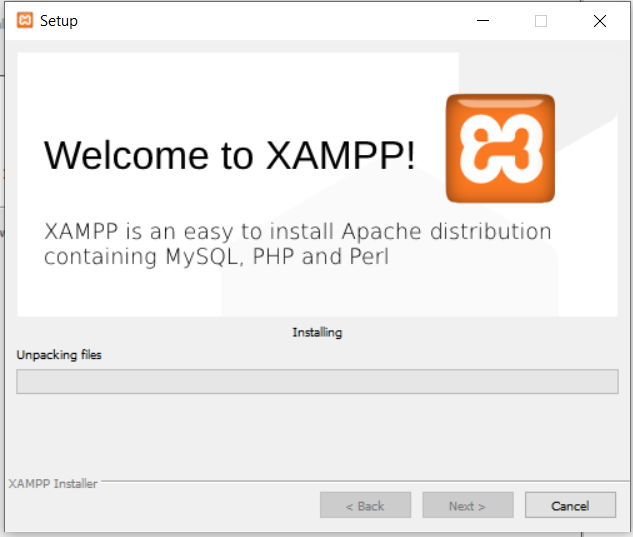 Setup
Welcome to XAMPP!
XAMPP is an easy to install Apache distribution
containing MySQL, PHP and Perl
Installing
Unpacking files
XAMPP Installer
< Back
Next >
Cancel